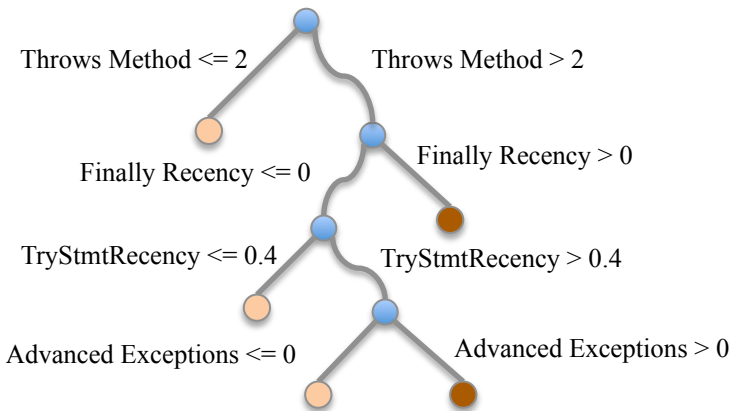 Throws Method <= 2
Throws Method > 2
Finally Recency <= 0
Finally Recency > 0
TryStmtRecency <= 0.4
TryStmtRecency > 0.4
Advanced Exceptions <= 0
Advanced Exceptions > 0